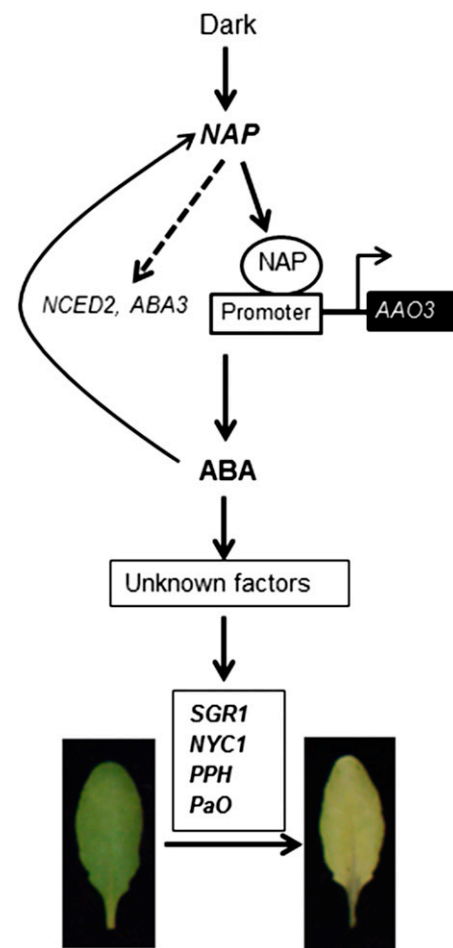 Dark
NAP
NAP
NCED2, ABA3
Promoter
AAO3
ABA
Unknown factors
SGR1
NYC1
PPH
PaO